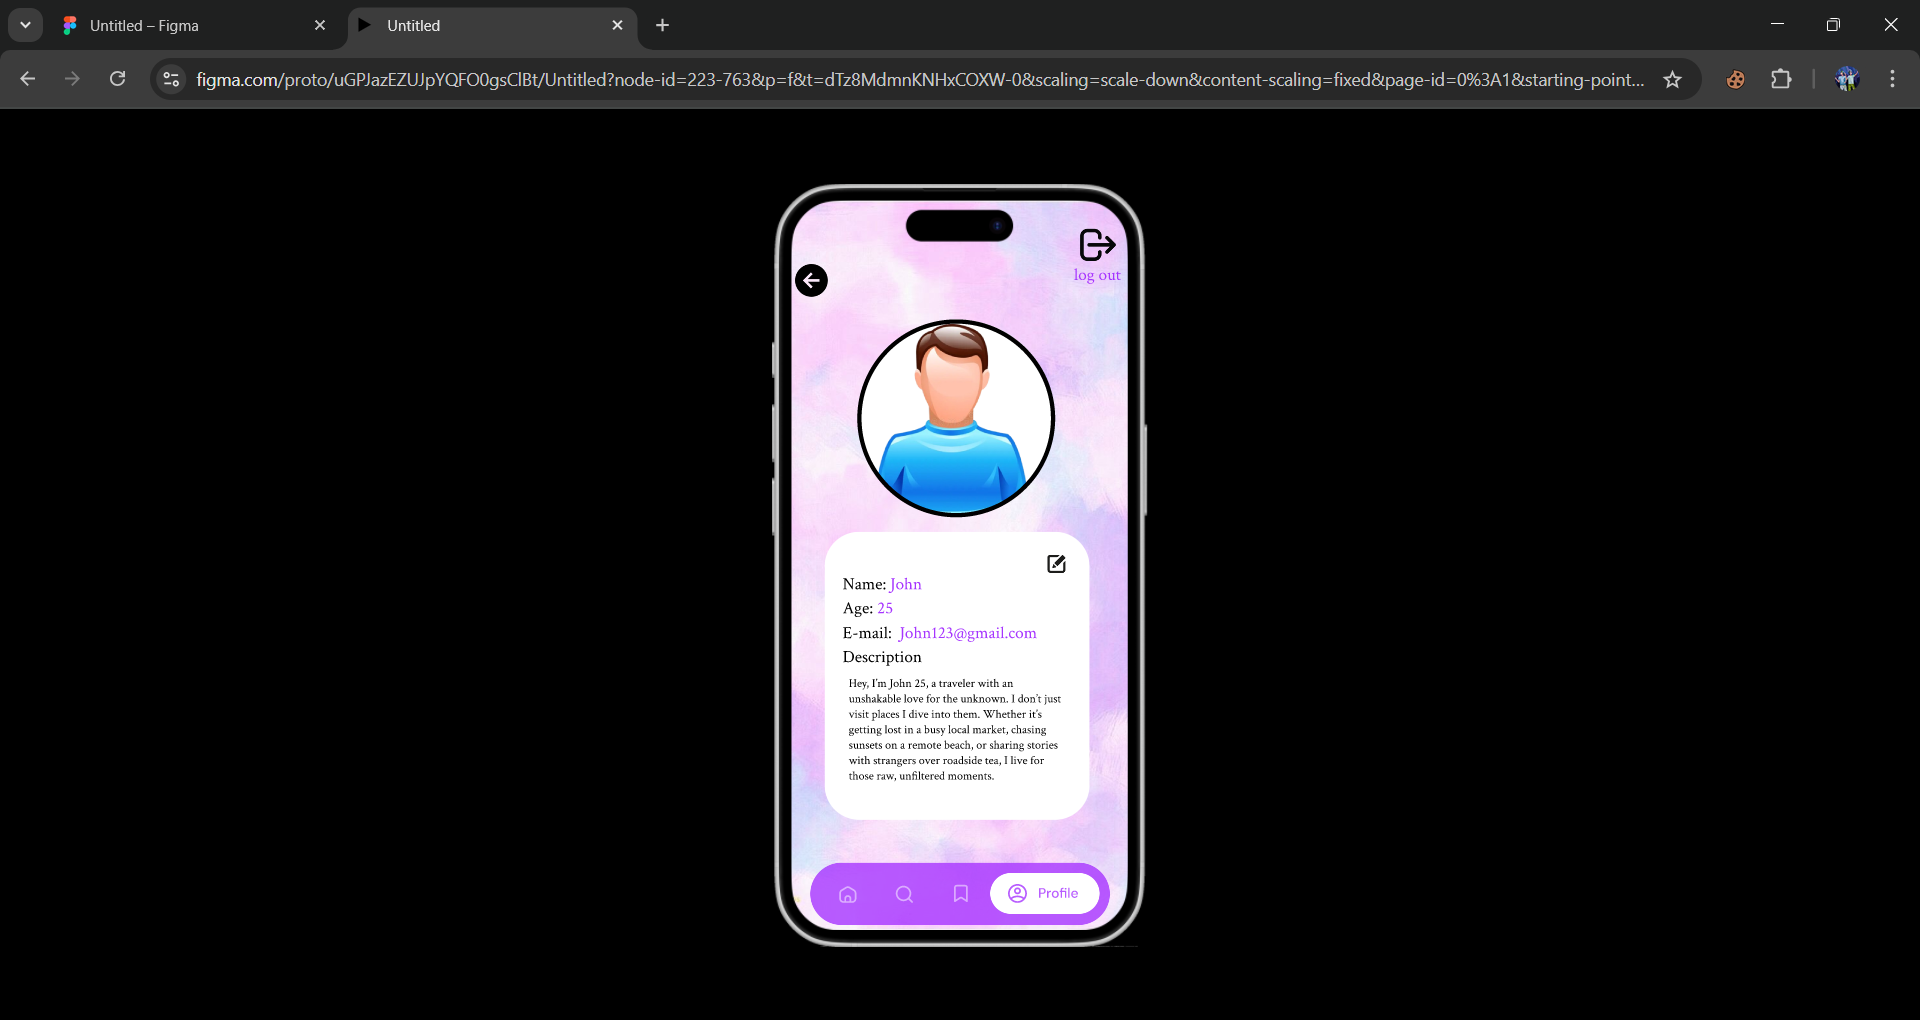 Untitled – Figma
Untitled
figma.com/proto/uGPJazEZUJpYQFO0gsClBt/Untitled?node-id=223-763&p=f&t=dTz8MdmnKNHxCOXW-0&scaling=scale-down&content-scaling=fixed&page-id=0%3A1&starting-point...
log out
Name: John
Age: 25
E-mail: John123@gmail.com
Description
Hey, I'm John 25, a traveler with an
unshakable love for the unknown. I don't just
visit places I dive into them. Whether it's
getting lost in a busy local market, chasing
sunsets on a remote beach, or sharing stories
with strangers over roadside tea, I live for
those raw, unfiltered moments.
Profile